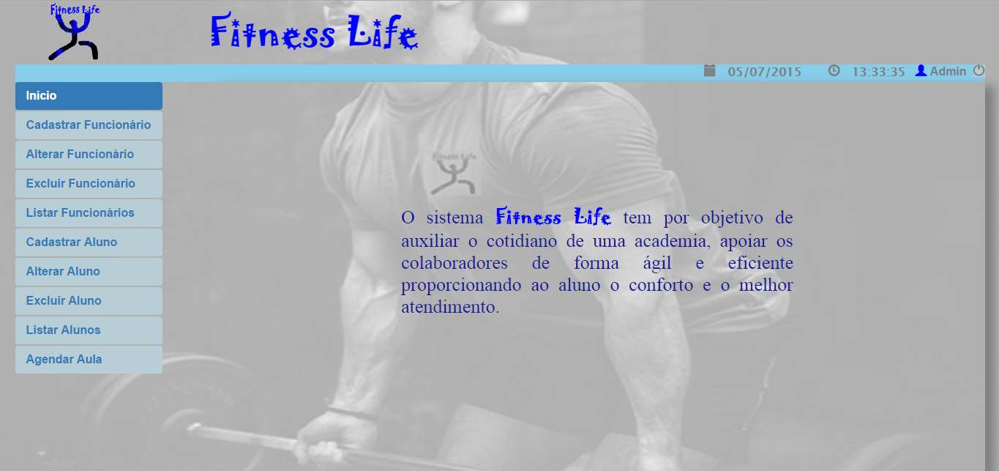 Fitness Life
Fitness Life
05/07/2015 13:33:35 Admin
Início
Cadastrar Funcionário
Alterar Funcionário
Excluir Funcionário
Listar Funcionários
Cadastrar Aluno
Alterar Aluno
Excluir Aluno
Listar Alunos
Agendar Aula
Fitness Life
O sistema Fitness Life tem por objetivo de
auxiliar o cotidiano de uma academia, apoiar os
colaboradores de forma ágil e eficiente
proporcionando ao aluno o conforto e o melhor
atendimento.